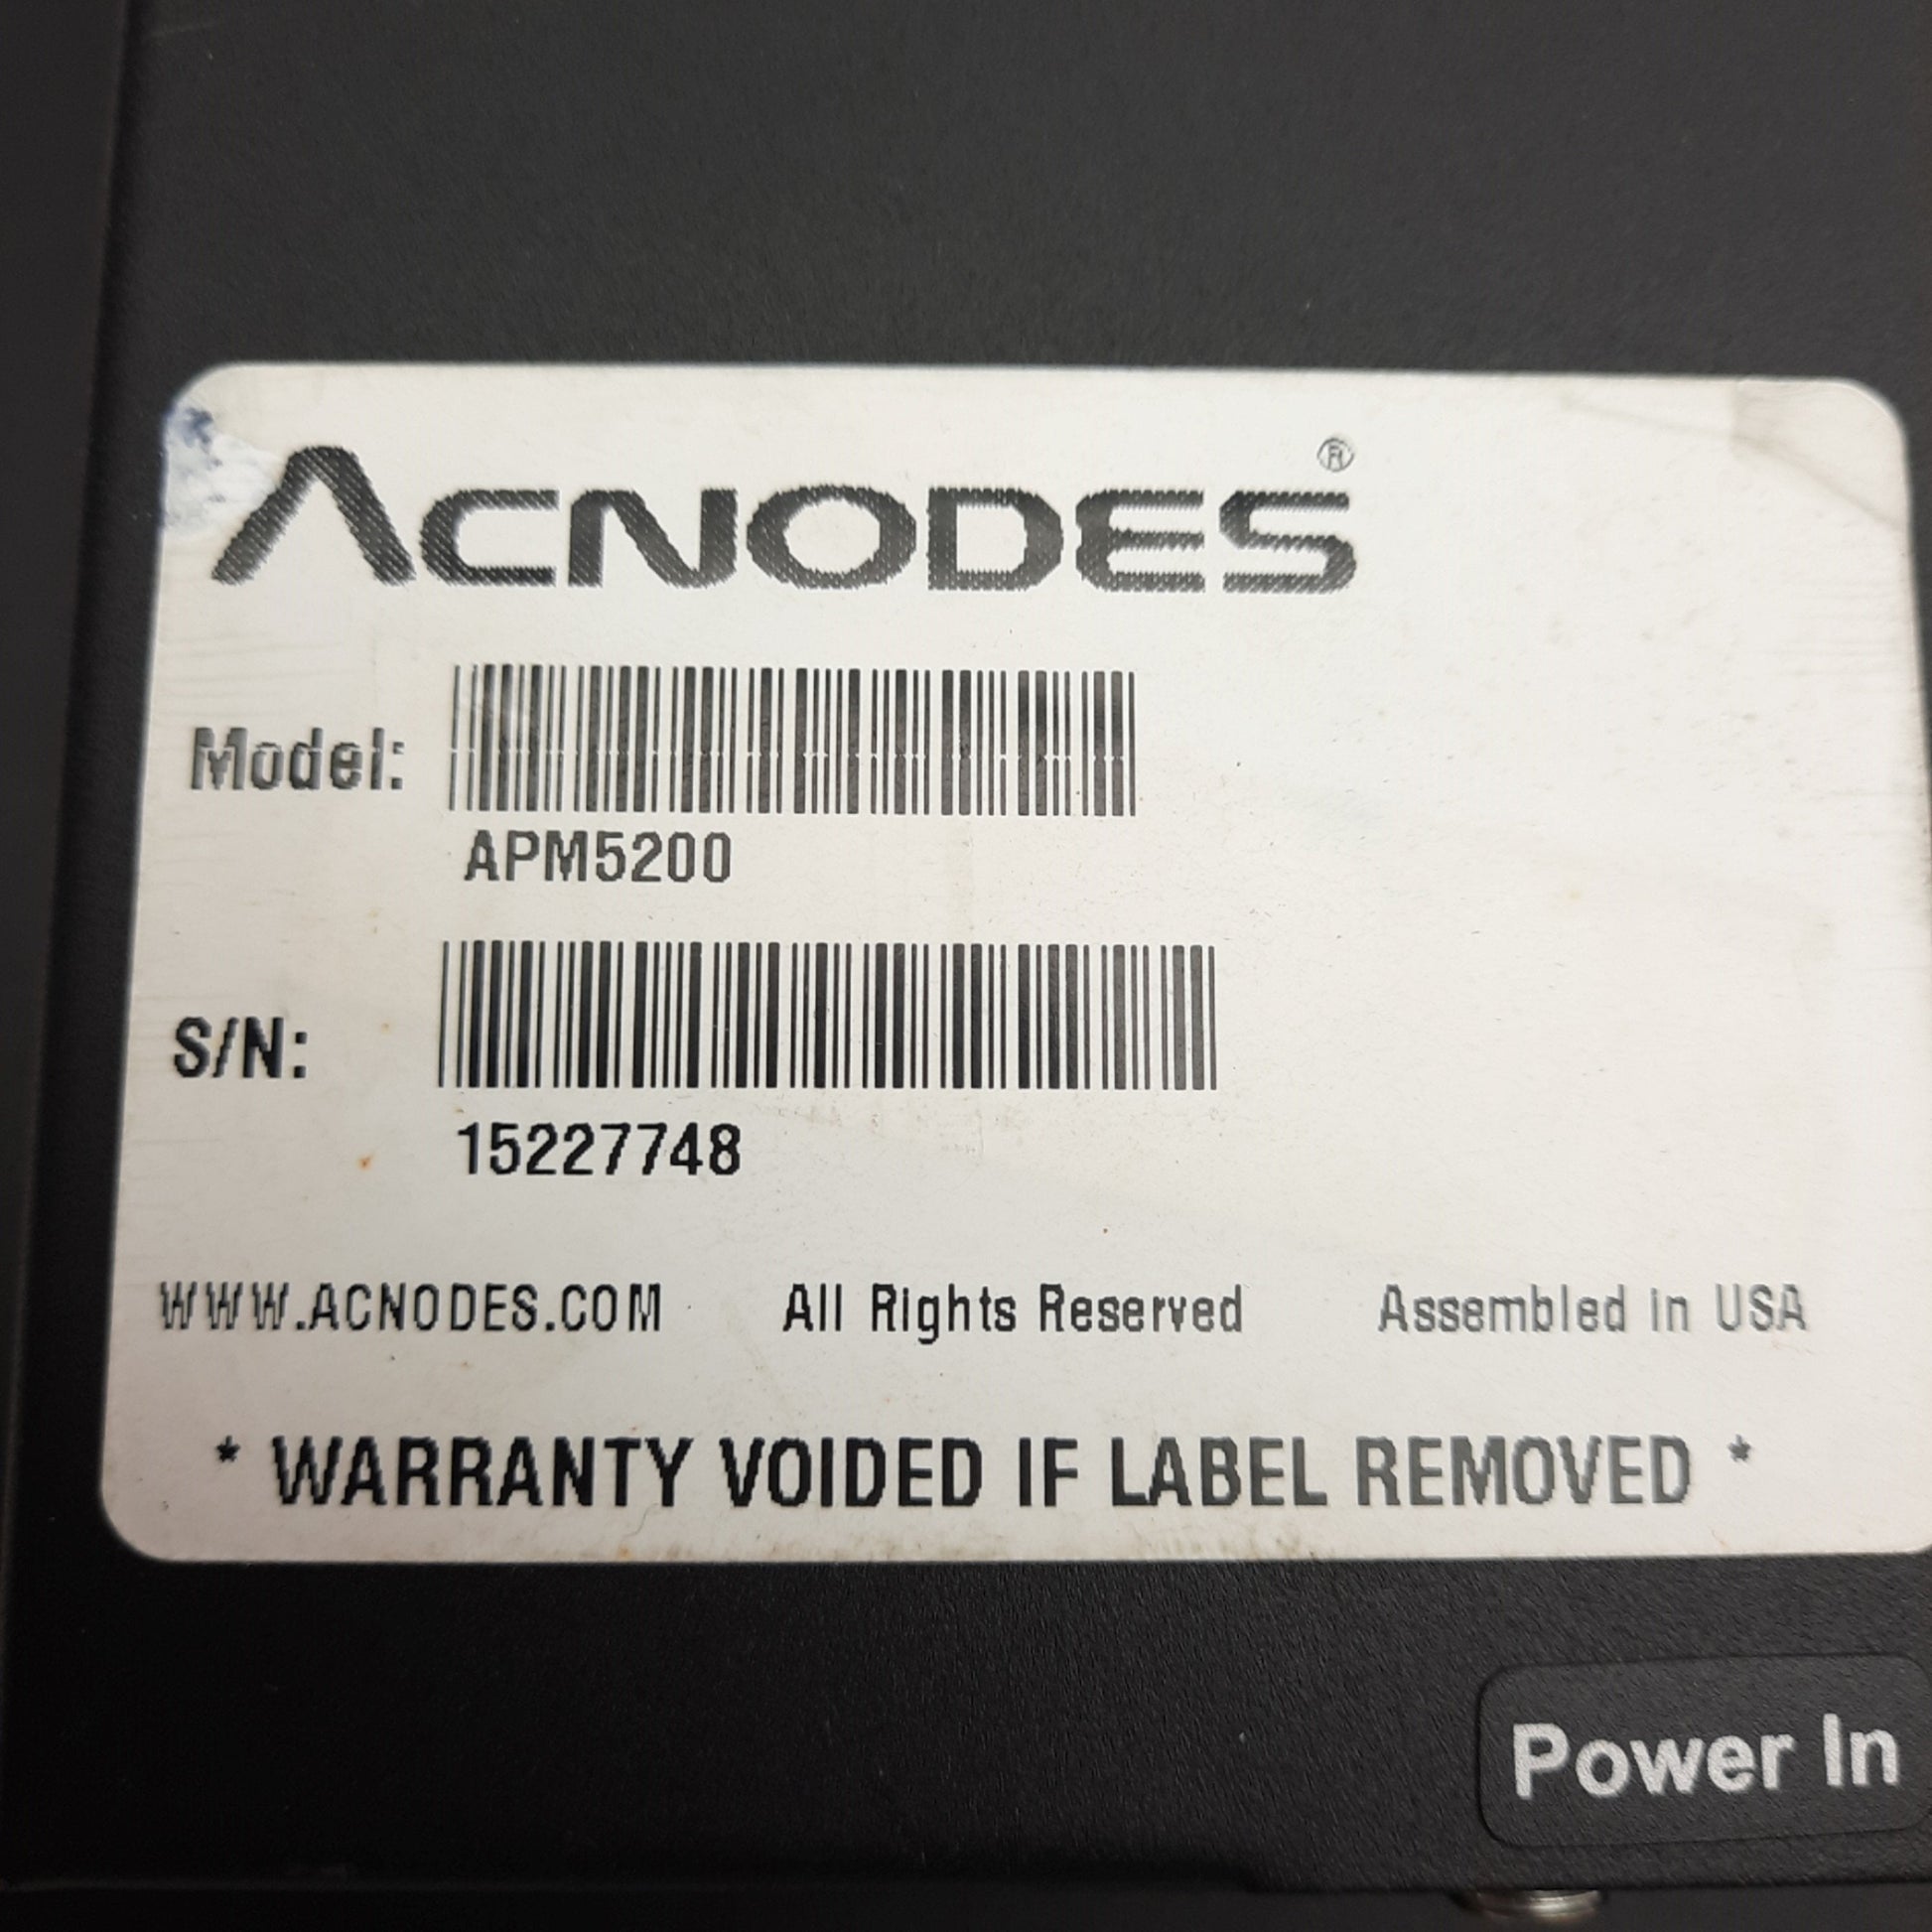 ACNODES®
Model:
APM5200
S/N:
15227748
WWW.ACNODES.COM All Rights Reserved Assembled in USA
* WARRANTY VOIDED IF LABEL REMOVED *
Power In